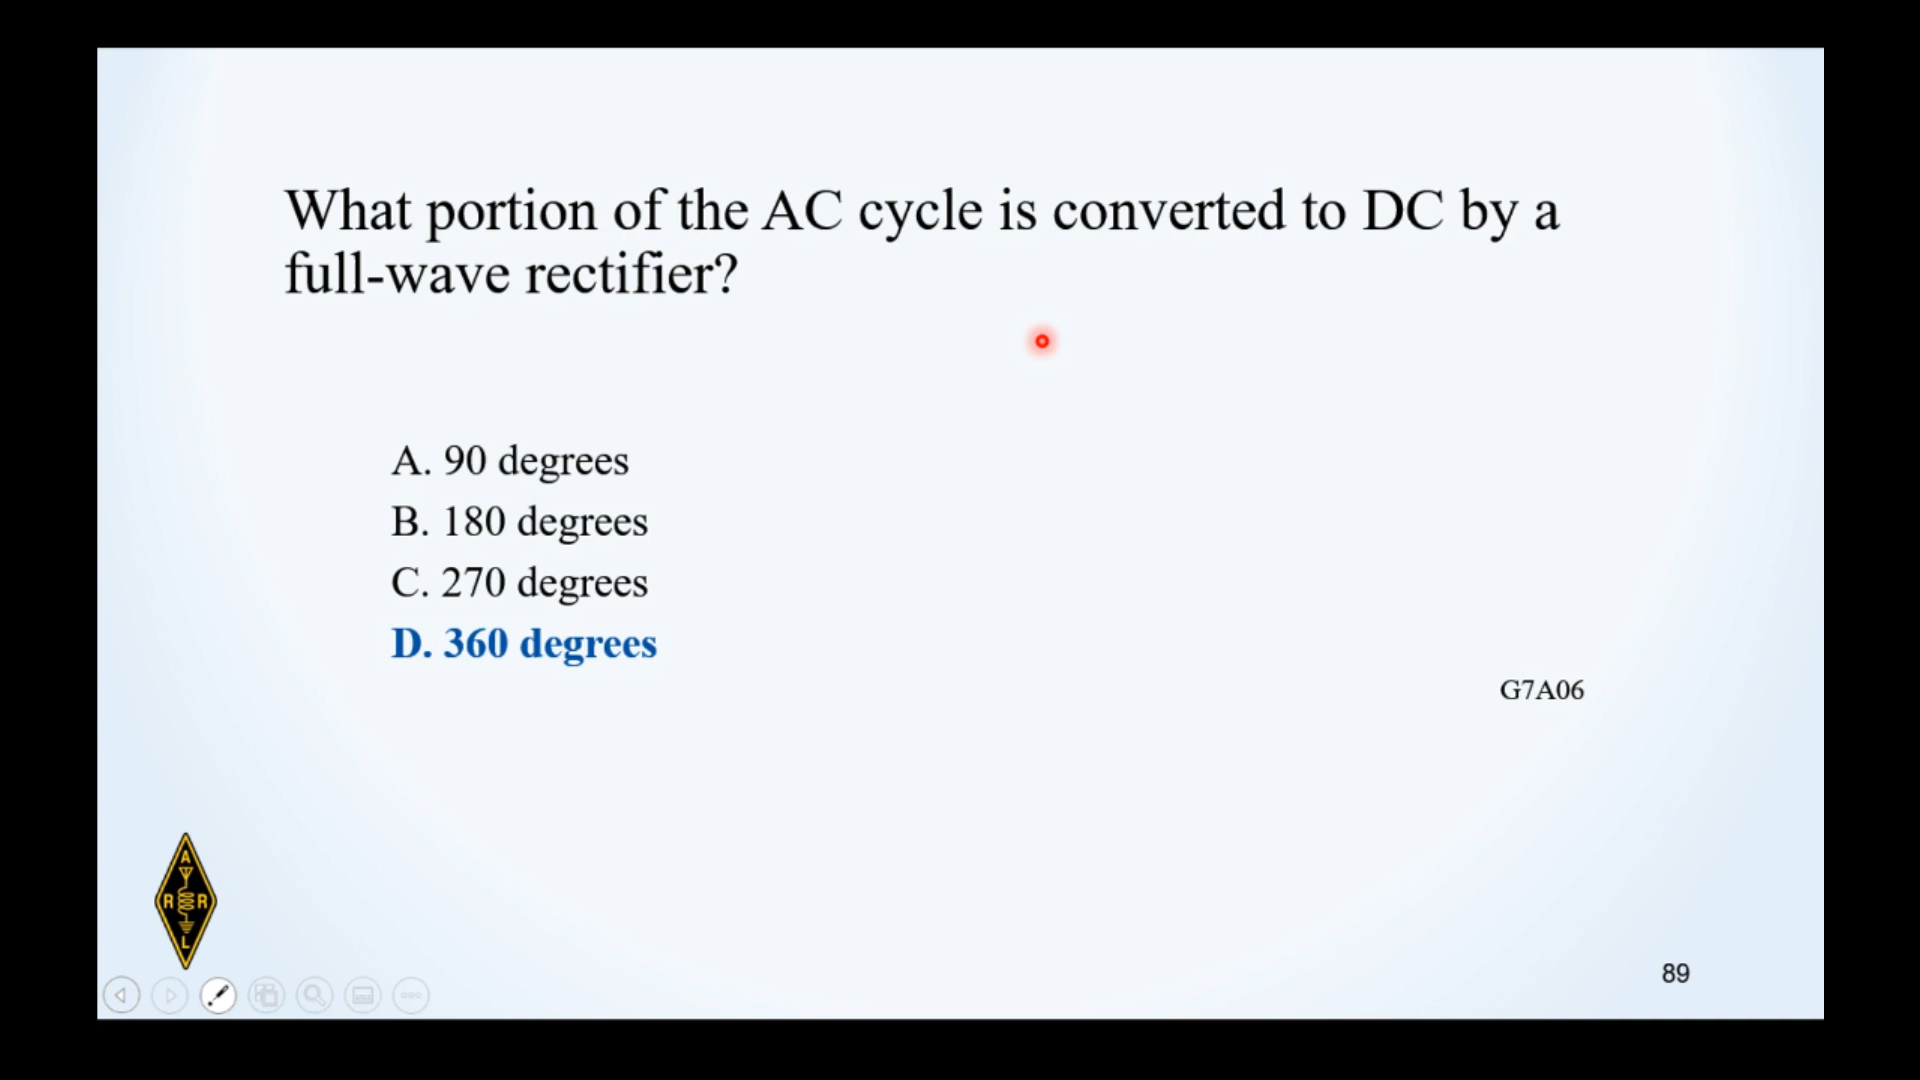 What portion of the AC cycle is converted to DC by a
full-wave rectifier?
A. 90 degrees
B. 180 degrees
C. 270 degrees
D. 360 degrees
G7A06
A
R R
L
89